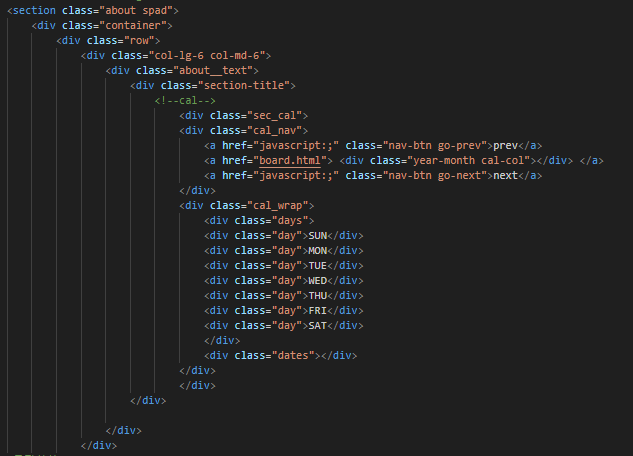 <section class="about spad">
<div class="container">
<div class="row">
<div class="col-lg-6 col-md-6">
<div class="about__text">
<div class="section-title">
<!--cal-->
<div class="sec_cal">
<div class="cal_nav">
<a href="javascript:;" class="nav-btn go-prev">prev</a>
<a href="board.html"> <div class="year-month cal-col"></div> </a>
<a href="javascript:;" class="nav-btn go-next">next</a>
</div>
<div class="cal_wrap">
<div class="days">
<div class="day">SUN</div>
<div class="day">MON</div>
<div class="day">TUE</div>
<div class="day">WED</div>
<div class="day">THU</div>
<div class="day">FRI</div>
<div class="day">SAT</div>
</div>
<div class="dates"></div>
</div>
</div>
</div>
</div>
</div>